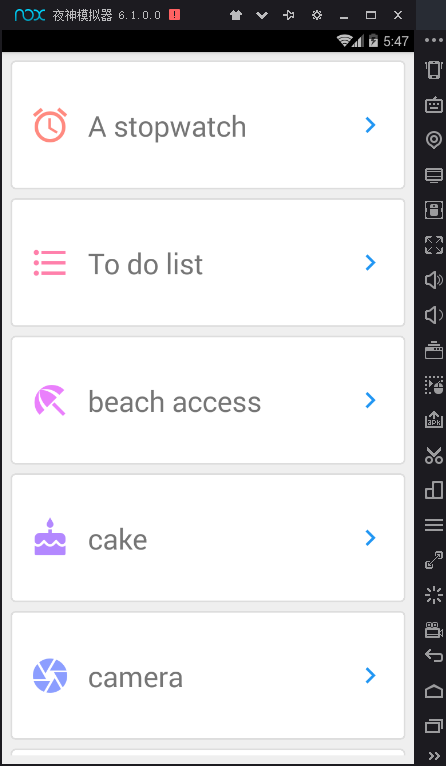 nox 夜神模拟器 6.1.0.0
5:47
A stopwatch
To do list
beach access
cake
camera